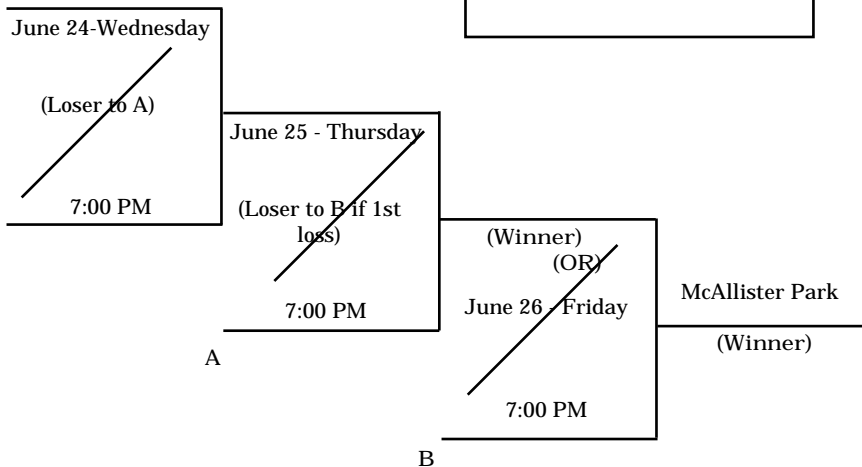 June 24-Wednesday
(Loser to A)
7:00 PM
June 25 - Thursday
(Loser to B if 1st
loss)
7:00 PM
A
(Winner)
(OR)
June 26 - Friday
7:00 PM
B
McAllister Park
(Winner)